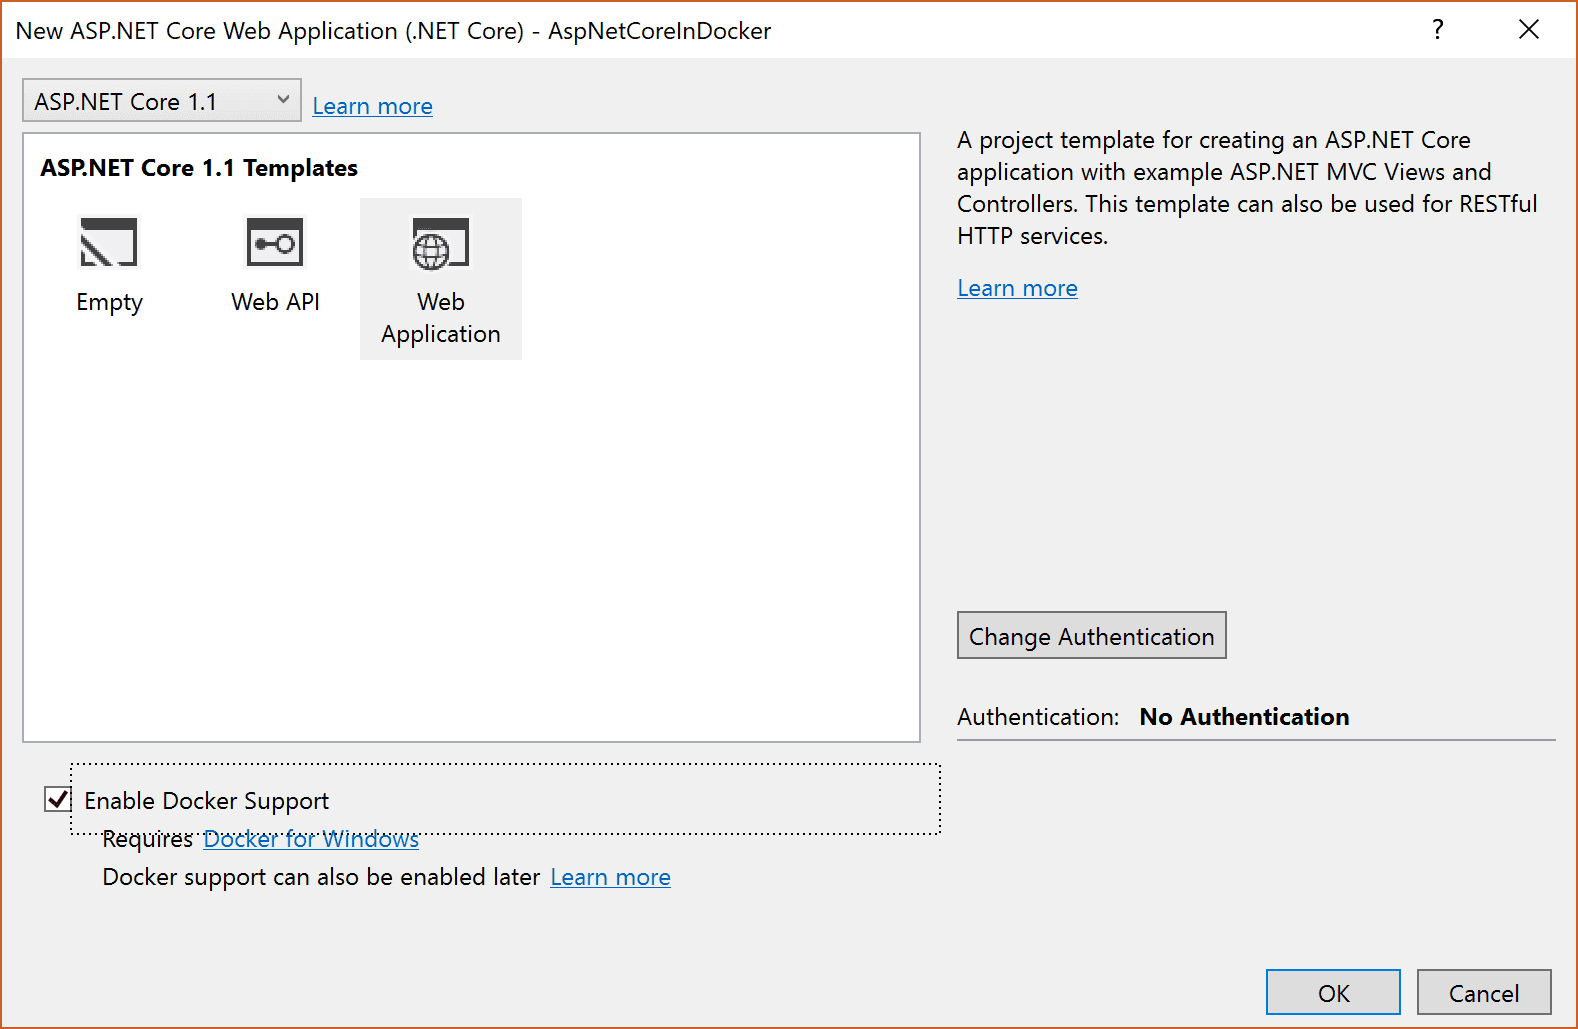 New ASP.NET Core Web Application (.NET Core) - AspNetCoreInDocker
?
ASP.NET Core 1.1
Learn more
ASP.NET Core 1.1 Templates
Empty
Web API
Web
Application
A project template for creating an ASP.NET Core
application with example ASP.NET MVC Views and
Controllers. This template can also be used for RESTful
HTTP services.
Learn more
Change Authentication
Authentication: No Authentication
Enable Docker Support
Requires Docker for Windows
Docker support can also be enabled later Learn more
OK
Cancel